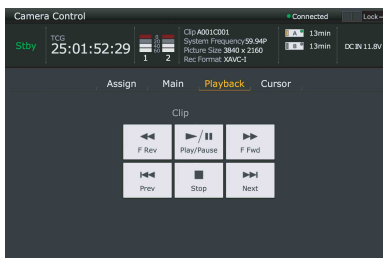 Camera Control
Connected
Lock
Stby
TCG
25:01:52:29
1 2
Clip A001C001
System Frequency 59.94P
Picture Size 3840 x 2160
Rec Format XAVC-I
A 13min
B 13min
DC IN 11.8V
Assign Main Playback Cursor
Clip
F Rev Play/Pause F Fwd
Prev Stop Next